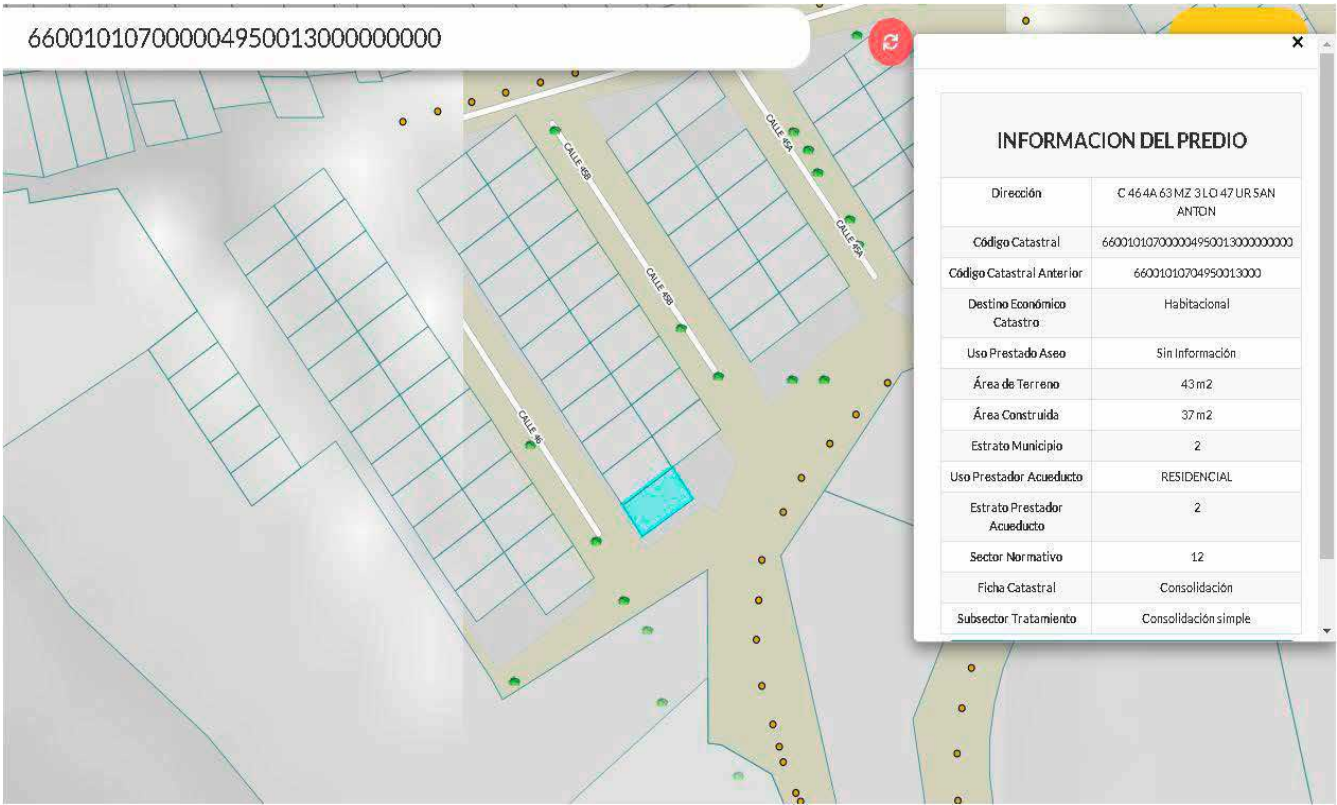 660010107000004950013000000000
INFORMACION DEL PREDIO
Dirección
C 46 4A 63 MZ 3 LO 47 UR SAN
ANTON
Código Catastral
660010107000004950013000000000
Código Catastral Anterior
66001010704950013000
Destino Económico
Catastro
Habitacional
Uso Prestado Aseo
Sin Información
Área de Terreno
43 m2
Área Construida
37 m2
Estrato Municipio
2
Uso Prestador Acueducto
RESIDENCIAL
Estrato Prestador
Acueducto
2
Sector Normativo
12
Ficha Catastral
Consolidación
Subsector Tratamiento
Consolidación simple
CALLE 45B
CALLE 45A
CALLE 45A
CALLE 45B
CALLE 46